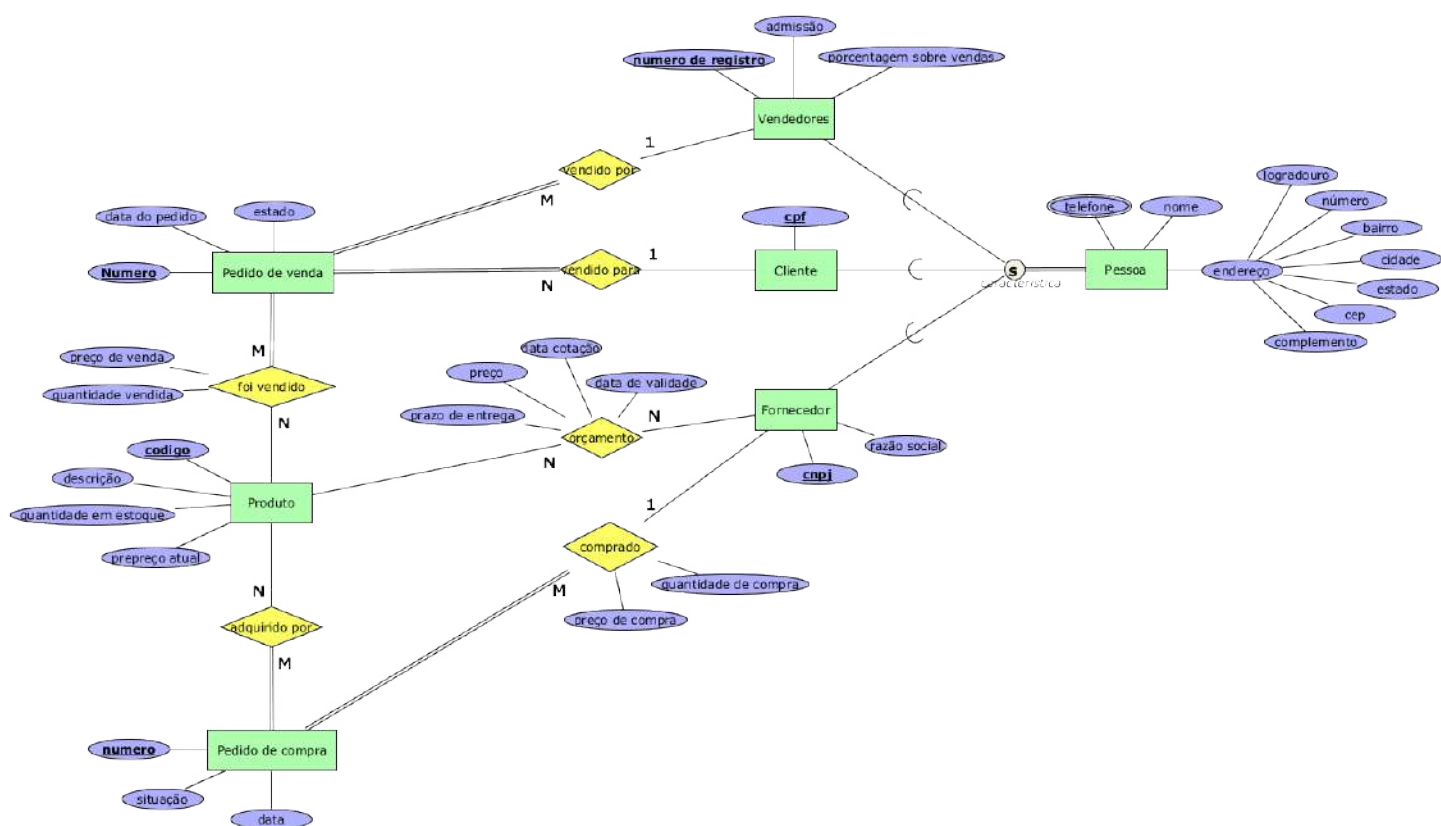 admissão
numero de registro
porcentagem sobre vendas
Vendedores
1
vendido por
M
logradouro
telefone
nome
número
data do pedido
estado
cpf
bairro
Numero
Pedido de venda
vendido para
1
N
Cliente
s
característica
Pessoa
endereço
cidade
estado
cep
complemento
M
preço de venda
foi vendido
quantidade vendida
N
data cotação
preço
data de validade
prazo de entrega
orçamento
N
N
Fornecedor
razão social
cnpj
codigo
descrição
Produto
quantidade em estoque
prepreço atual
1
comprado
M
quantidade de compra
preço de compra
N
adquirido por
M
numero
Pedido de compra
situação
data